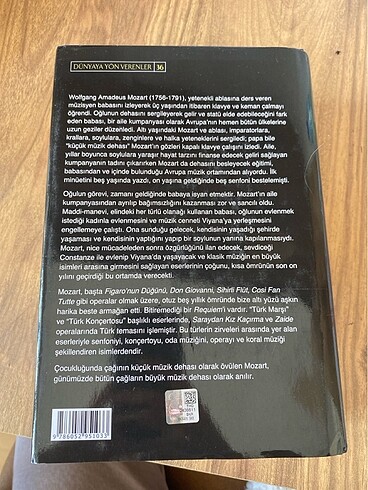 DÜNYAYA YÖN VERENLER 36
Wolfgang Amadeus Mozart (1756-1791), yetenekli ablasına ders veren
müzisyen babasını izleyerek üç yaşından itibaren klavye ve keman çalmayı
öğrendi. Oğlunun dehasını sergileyerek gelir ve statü elde edebileceğini fark
eden babası, bir aile kumpanyası olarak Avrupa'nın hemen bütün ülkelerine
uzun geziler düzenledi. Altı yaşındaki Mozart ve ablası, imparatorlara,
krallara, soylulara, zenginlere ve halka yeteneklerini sergiledi; papa bile
"küçük müzik dehası" Mozart'ın gözleri kapalı klavye çalışını izledi. Aile,
yıllar boyunca soylulara yaraşır hayat tarzını finanse edecek geliri sağlayan
kumpanyanın tadını çıkarırken Mozart da dehasını besleyecek eğitimi,
babasından ve içinde bulunduğu Avrupa müzik ortamından alıyordu. İlk
minüetini beş yaşında yazdı, on yaşına geldiğinde beş senfoni bestelemişti.
Oğulun görevi, zamanı geldiğinde babaya isyan etmektir. Mozart'ın aile
kumpanyasından ayrılıp bağımsızlığını kazanması zor ve sancılı oldu.
Maddi-manevi, elindeki her türlü olanağı kullanan babası, oğlunun evlenmek
istediği kadınla evlenmesini ve müzik cenneti Viyana'ya yerleşmesini
engellemeye çalıştı. Ona sunduğu gelecek, kendisinin yaşadığı şehirde
yaşaması ve kendisinin yaptığını yapıp bir soylunun yanına kapılanmasıydı.
Mozart, nice mücadeleden sonra özgürlüğünü ilan edecek, sevdiceği
Constanze ile evlenip Viyana'da yaşayacak ve klasik müziğin en büyük
isimleri arasına girmesini sağlayan eserlerinin çoğunu, kısa ömrünün son on
yılını geçirdiği bu ortamda verecekti.
Mozart, başta Figaro'nun Düğünü, Don Giovanni, Sihirli Flüt, Cosi Fan
Tutte gibi operalar olmak üzere, otuz beş yıllık ömründe bize altı yüzü aşkın
harika beste armağan etti. Bitiremediği bir Requiem'i vardır. "Türk Marşı"
ve "Türk Konçertosu" başlıklı eserlerinde, Saraydan Kız Kaçırma ve Zaide
operalarında Türk temasını işlemiştir. Bu türlerin zirveleri arasında yer alan
eserleriyle senfoniyi, konçertoyu, oda müziğini, operayı ve koral müziği
şekillendiren isimlerdendir.
Çocukluğunda çağının küçük müzik dehası olarak övülen Mozart,
günümüzde bütün çağların büyük müzik dehası olarak anılır.
9 786052 951033